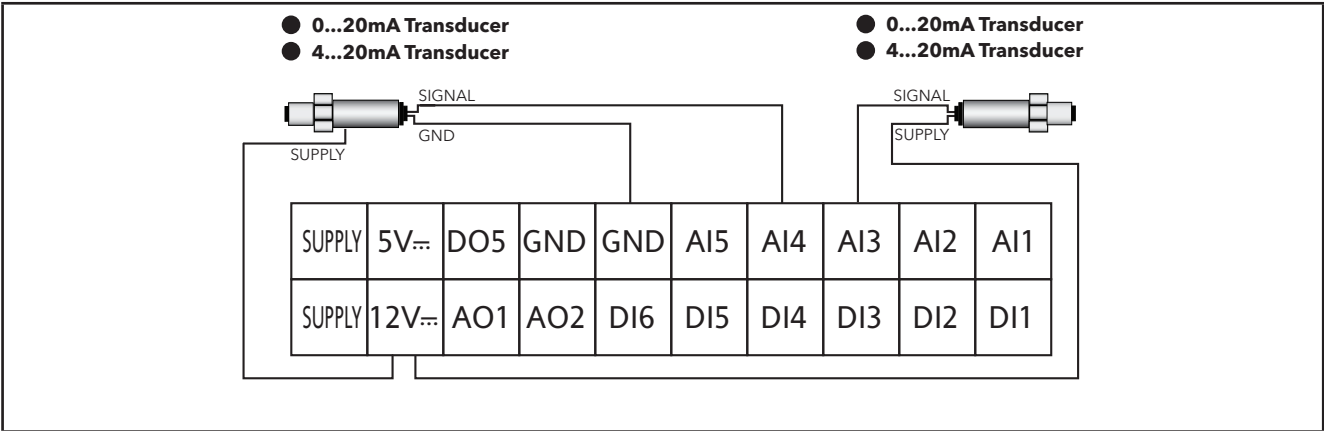 ● 0...20mA Transducer
● 4...20mA Transducer
● 0...20mA Transducer
● 4...20mA Transducer
SIGNAL
GND
SUPPLY
SIGNAL
SUPPLY
SUPPLY 5V⎓ DO5 GND GND AI5 AI4 AI3 AI2 AI1
SUPPLY 12V⎓ AO1 AO2 DI6 DI5 DI4 DI3 DI2 DI1